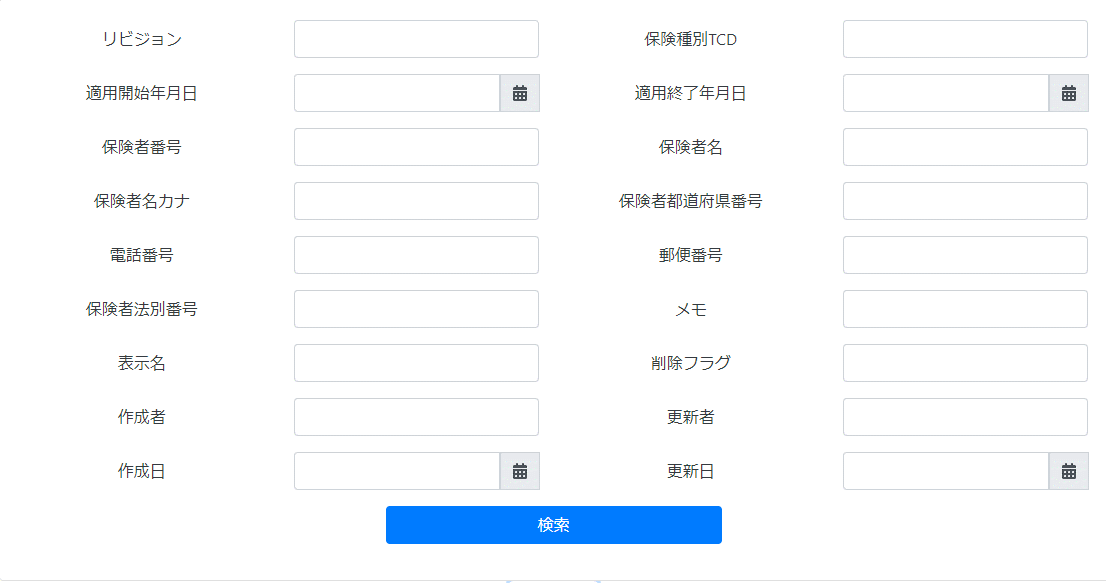 リビジョン 保険種別TCD
適用開始年月日 適用終了年月日
保険者番号 保険者名
保険者名カナ 保険者都道府県番号
電話番号 郵便番号
保険者法別番号 メモ
表示名 削除フラグ
作成者 更新者
作成日 更新日
検索